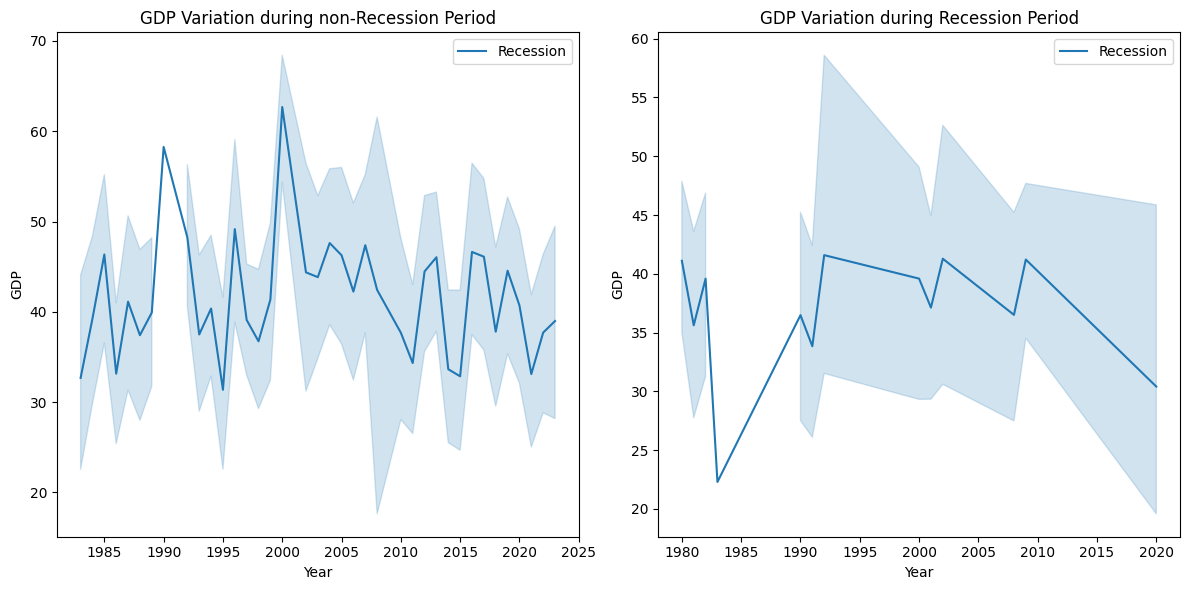 GDP Variation during non-Recession Period
Recession
70
60
50
40
30
20
GDP
1985 1990 1995 2000 2005 2010 2015 2020 2025
Year
GDP Variation during Recession Period
Recession
60
55
50
45
40
35
30
25
20
GDP
1980 1985 1990 1995 2000 2005 2010 2015 2020
Year